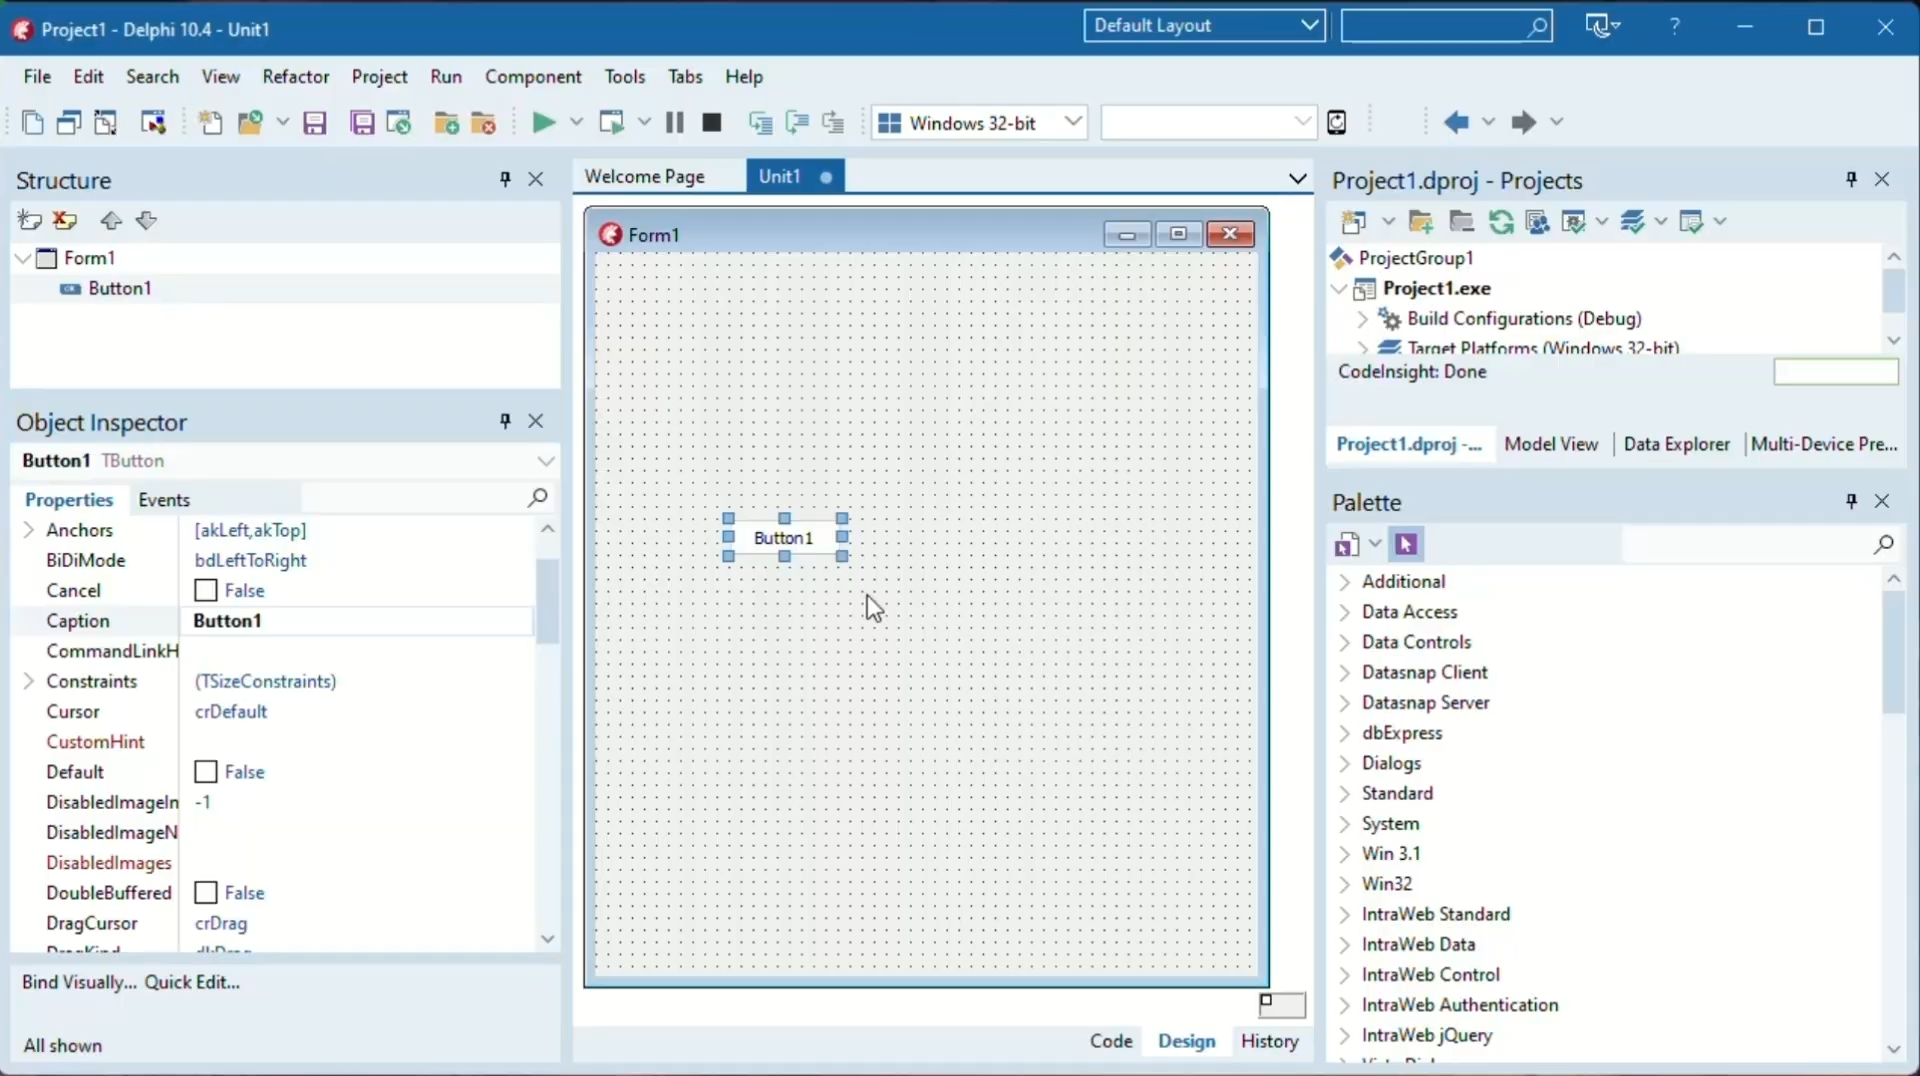 Project1 - Delphi 10.4 - Unit1
Default Layout
?
File Edit Search View Refactor Project Run Component Tools Tabs Help
Windows 32-bit
Structure
Form1
Button1
Object Inspector
Button1 TButton
Properties Events
Anchors [akLeft,akTop]
BiDiMode bdLeftToRight
Cancel False
Caption Button1
CommandLinkH
Constraints (TSizeConstraints)
Cursor crDefault
CustomHint
Default False
DisabledImageIn -1
DisabledImageN
DisabledImages
DoubleBuffered False
DragCursor crDrag
DragKind dkDrag
Bind Visually... Quick Edit...
All shown
Welcome Page Unit1
Form1
Button1
Code Design History
Project1.dproj - Projects
ProjectGroup1
Project1.exe
Build Configurations (Debug)
Target Platforms (Windows 32-bit)
CodeInsight: Done
Project1.dproj -... Model View Data Explorer Multi-Device Pre...
Palette
Additional
Data Access
Data Controls
Datasnap Client
Datasnap Server
dbExpress
Dialogs
Standard
System
Win 3.1
Win32
IntraWeb Standard
IntraWeb Data
IntraWeb Control
IntraWeb Authentication
IntraWeb jQuery